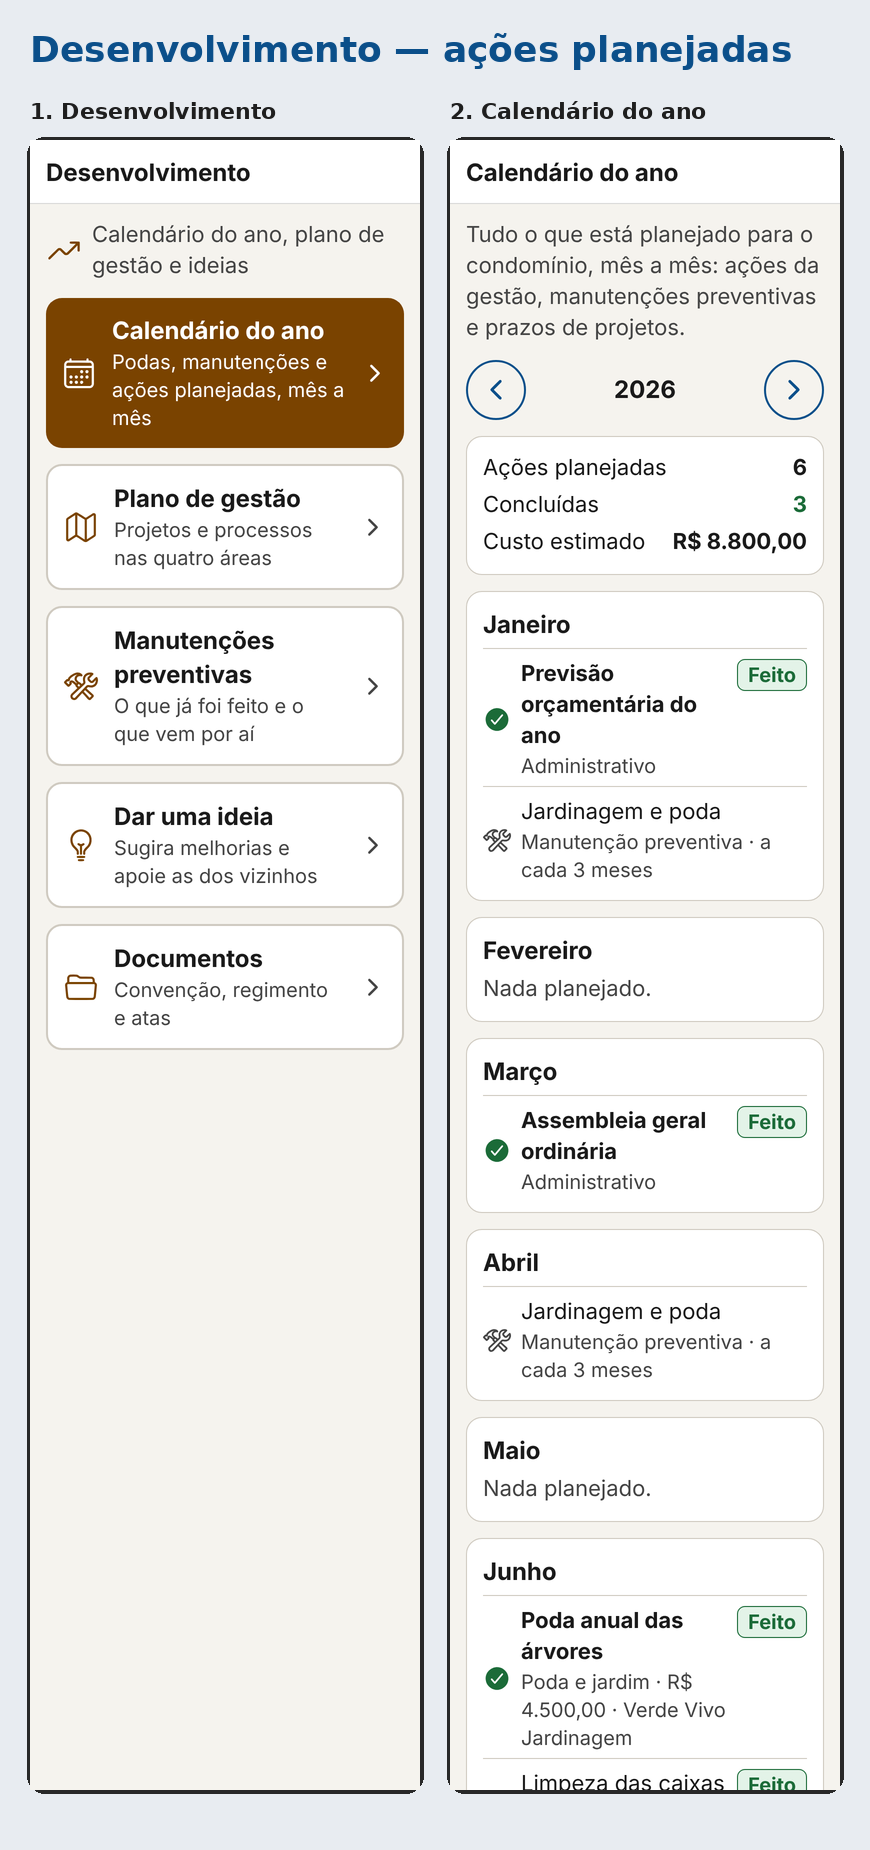 Desenvolvimento — ações planejadas
1. Desenvolvimento
Desenvolvimento
Calendário do ano, plano de
gestão e ideias
Calendário do ano
Podas, manutenções e
ações planejadas, mês a
mês
Plano de gestão
Projetos e processos
nas quatro áreas
Manutenções
preventivas
O que já foi feito e o
que vem por aí
Dar uma ideia
Sugira melhorias e
apoie as dos vizinhos
Documentos
Convenção, regimento
e atas
2. Calendário do ano
Calendário do ano
Tudo o que está planejado para o
condomínio, mês a mês: ações da
gestão, manutenções preventivas
e prazos de projetos.
2026
Ações planejadas 6
Concluídas 3
Custo estimado R$ 8.800,00
Janeiro
Previsão Feito
orçamentária do
ano
Administrativo
Jardinagem e poda
Manutenção preventiva · a
cada 3 meses
Fevereiro
Nada planejado.
Março
Assembleia geral Feito
ordinária
Administrativo
Abril
Jardinagem e poda
Manutenção preventiva · a
cada 3 meses
Maio
Nada planejado.
Junho
Poda anual das Feito
árvores
Poda e jardim · R$
4.500,00 · Verde Vivo
Jardinagem
Limpeza das caixas Feito